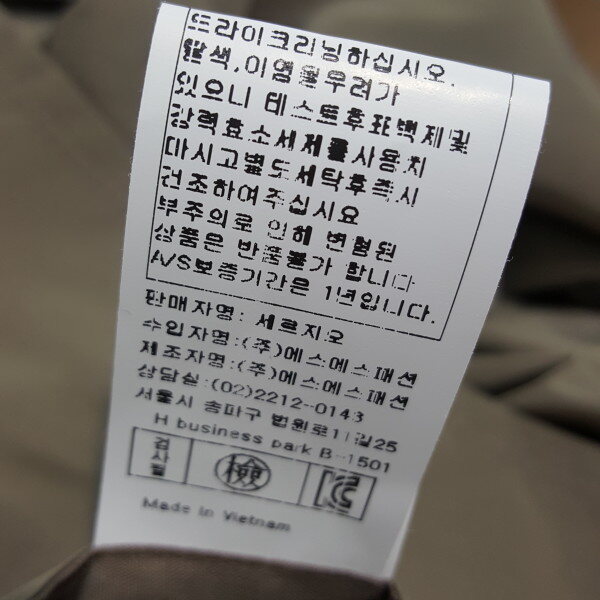 드라이크리닝하십시오.
탈색,이염될우려가
있으니 테스트후표백제및
강력효소세제를사용치
마시고별도세탁후즉시
건조하여주십시요
부주의로 인해 변형된
상품은 반품불가 합니다
A/S보증기간은 1년입니다.
판매자명: 세르지오
수입자명:(주)에스에스패션
제조자명:(주)에스에스패션
상담실:(02)2212-0143
서울시 송파구 법원로11길25
H business park B-1501
검사필 檢
Made in Vietnam